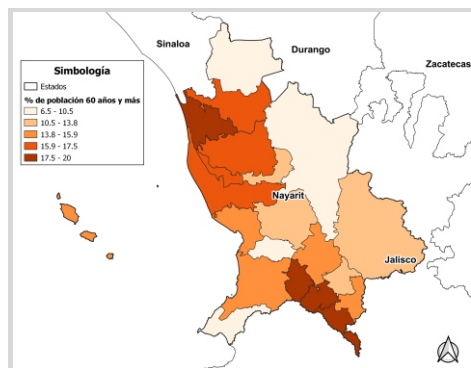 Sinaloa
Durango
Zacatecas
Simbología
Estados
% de población 60 años y más
6.5 - 10.5
10.5 - 13.8
13.8 - 15.9
15.9 - 17.5
17.5 - 20
Nayarit
Jalisco